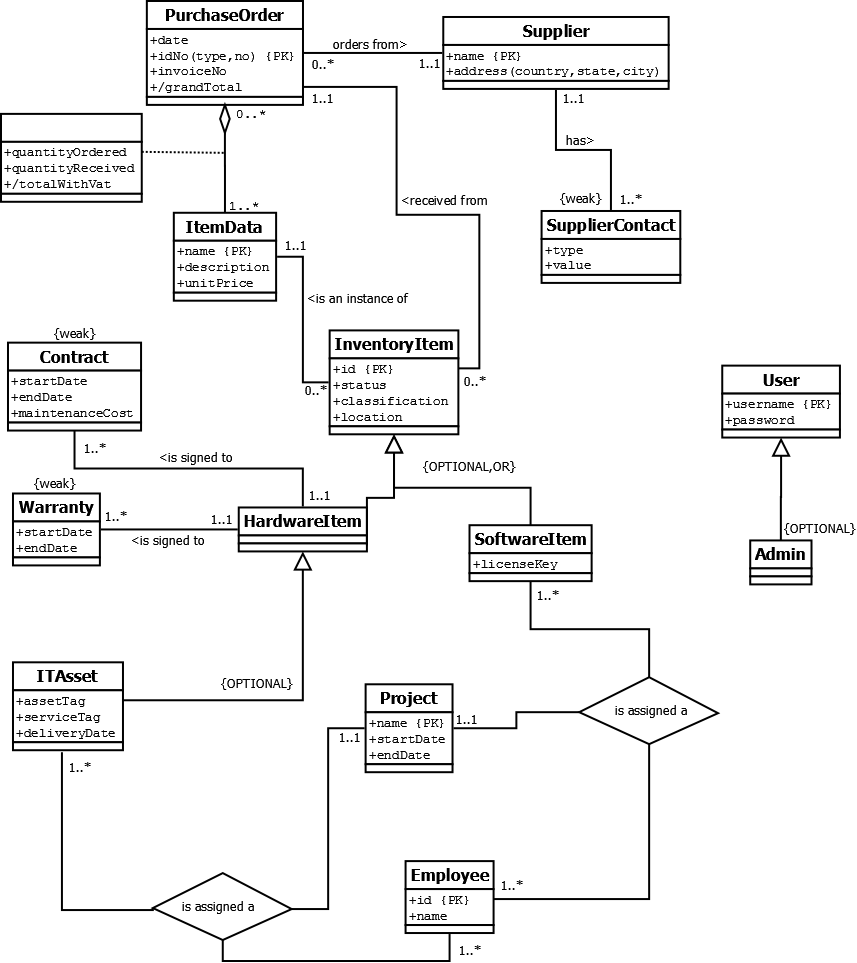 PurchaseOrder
+date
+idNo(type,no) {PK}
+invoiceNo
+/grandTotal
orders from>
0..*
1..1
Supplier
+name {PK}
+address(country,state,city)
1..1
0..*
1..1
has>
+quantityOrdered
+quantityReceived
+/totalWithVat
<received from
{weak}
1..*
1..*
ItemData
+name {PK}
+description
+unitPrice
1..1
SupplierContact
+type
+value
<is an instance of
{weak}
Contract
+startDate
+endDate
+maintenanceCost
InventoryItem
+id {PK}
+status
+classification
+location
0..*
0..*
User
+username {PK}
+password
1..*
<is signed to
{OPTIONAL,OR}
{weak}
1..1
Warranty
+startDate
+endDate
1..*
1..1
<is signed to
HardwareItem
SoftwareItem
+licenseKey
{OPTIONAL}
Admin
1..*
ITAsset
+assetTag
+serviceTag
+deliveryDate
{OPTIONAL}
Project
+name {PK}
+startDate
+endDate
1..1
1..1
is assigned a
1..*
Employee
+id {PK}
+name
1..*
is assigned a
1..*